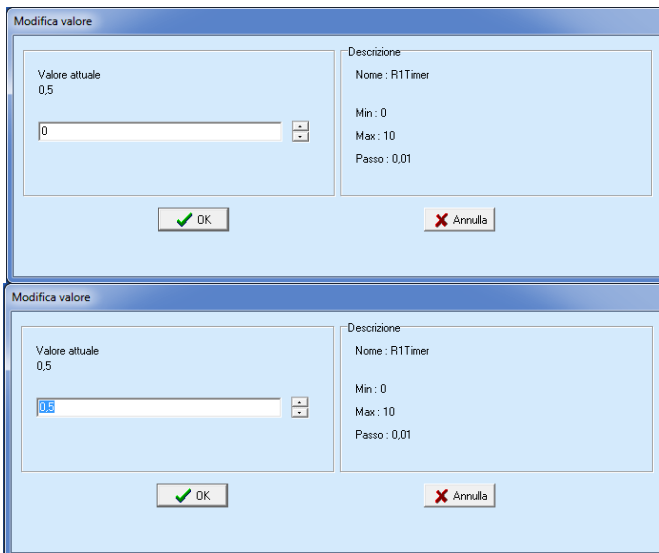 Modifica valore
Valore attuale
0,5
0
Descrizione
Nome : R1Timer
Min : 0
Max : 10
Passo : 0,01
OK
Annulla
Modifica valore
Valore attuale
0,5
0,5
Descrizione
Nome : R1Timer
Min : 0
Max : 10
Passo : 0,01
OK
Annulla